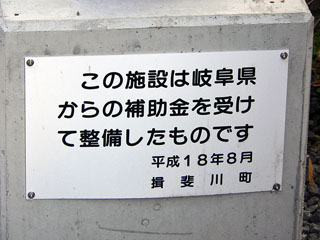 この施設は岐阜県
からの補助金を受け
て整備したものです
平成18年8月
揖斐川町